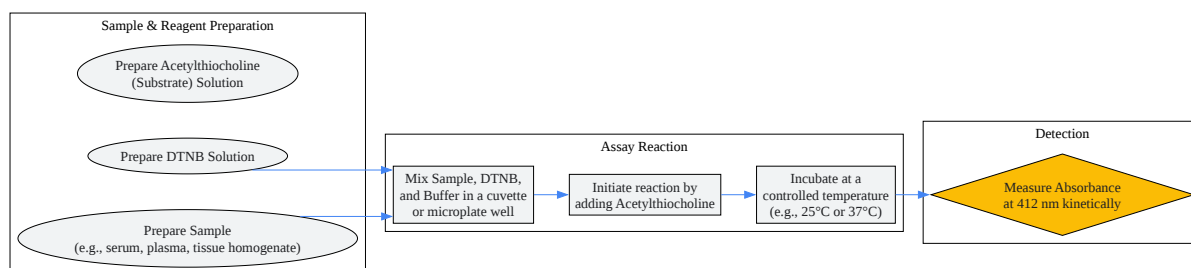 Sample & Reagent Preparation
Prepare Acetylthiocholine
(Substrate) Solution
Prepare DTNB Solution
Prepare Sample
(e.g., serum, plasma, tissue homogenate)
Assay Reaction
Mix Sample, DTNB,
and Buffer in a cuvette
or microplate well
Initiate reaction by
adding Acetylthiocholine
Incubate at a
controlled temperature
(e.g., 25°C or 37°C)
Detection
Measure Absorbance
at 412 nm kinetically